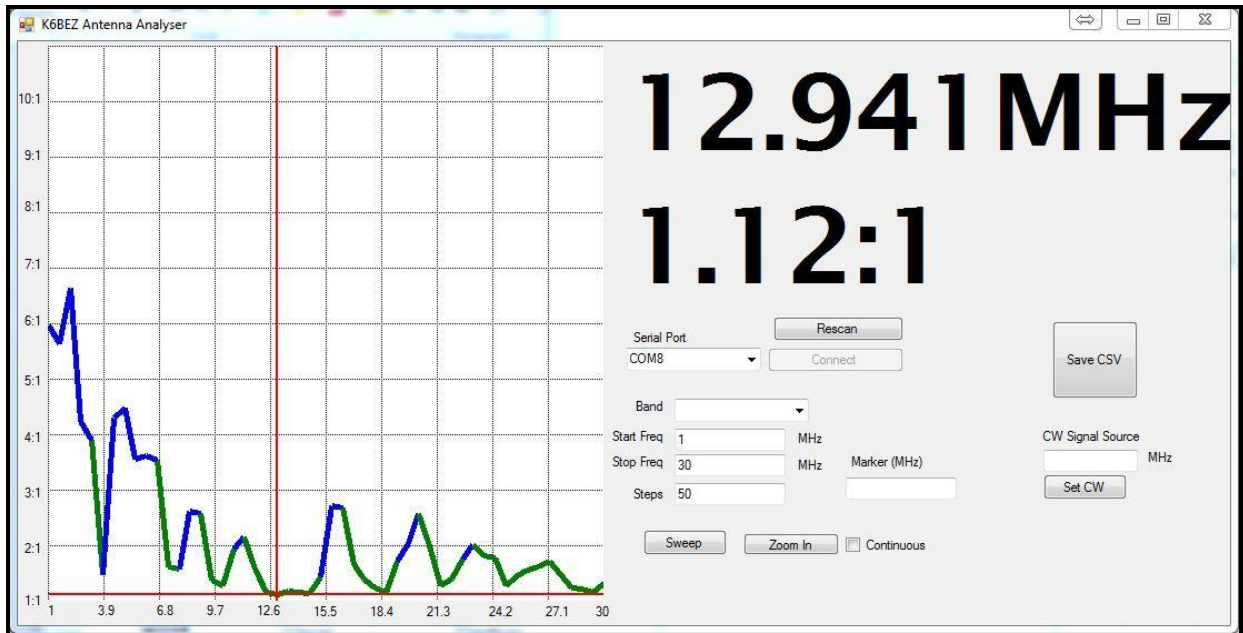 K6BEZ Antenna Analyser
10:1
9:1
8:1
7:1
6:1
5:1
4:1
3:1
2:1
1:1
1 3.9 6.8 9.7 12.6 15.5 18.4 21.3 24.2 27.1 30
12.941MHz
1.12:1
Serial Port
Rescan
COM8
Connect
Save CSV
Band
Start Freq 1 MHz
Stop Freq 30 MHz
Marker (MHz)
Steps 50
CW Signal Source
MHz
Set CW
Sweep
Zoom In
Continuous